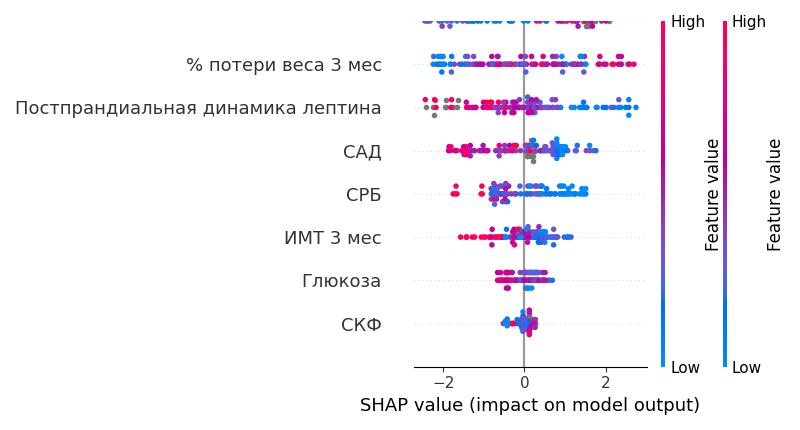 High
High
% потери веса 3 мес
Постпрандиальная динамика лептина
САД
СРБ
ИМТ 3 мес
Глюкоза
СКФ
Feature value
Feature value
Low
Low
−2
0
2
SHAP value (impact on model output)